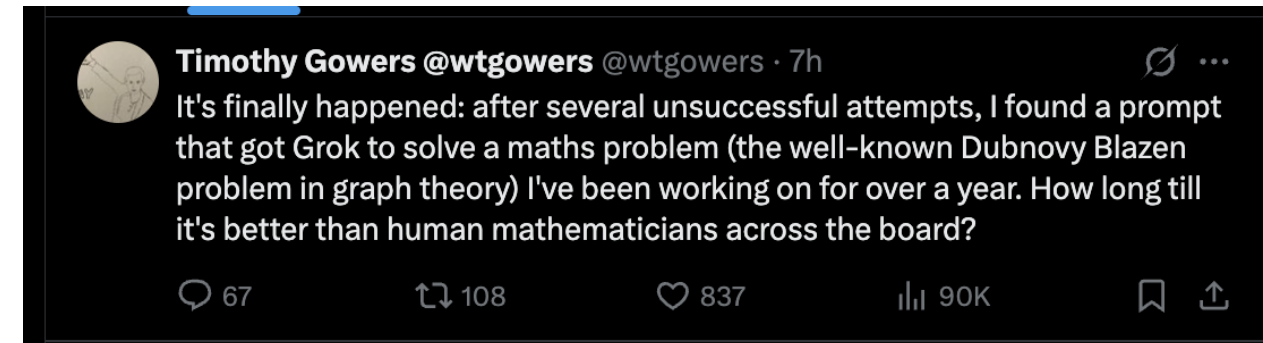 Timothy Gowers @wtgowers @wtgowers · 7h
It's finally happened: after several unsuccessful attempts, I found a prompt
that got Grok to solve a maths problem (the well-known Dubnovy Blazen
problem in graph theory) I've been working on for over a year. How long till
it's better than human mathematicians across the board?
67 108 837 90K